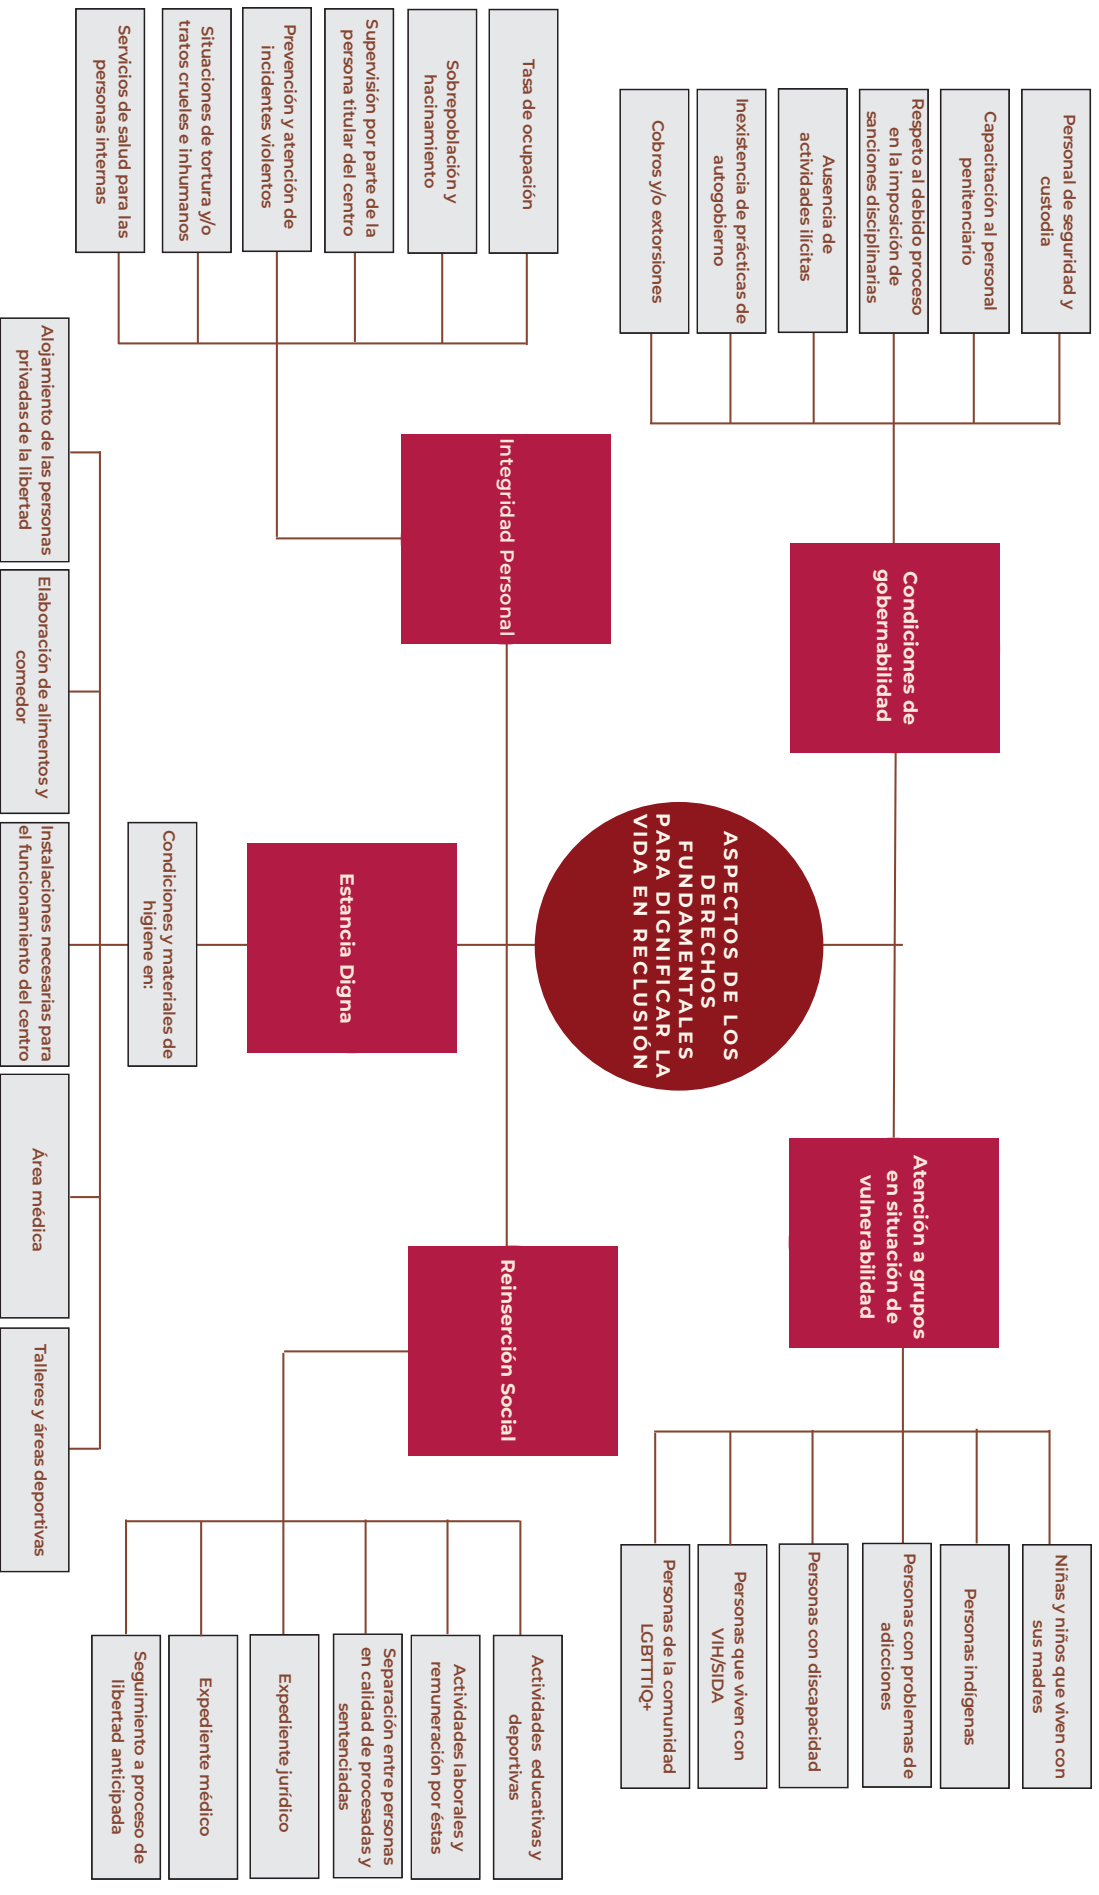 Personal de seguridad y
custodia
Capacitación al personal
penitenciario
Respeto al debido proceso
en la imposición de
sanciones disciplinarias
Ausencia de
actividades ilícitas
Inexistencia de prácticas de
autogobierno
Cobros y/o extorsiones
Condiciones de
gobernabilidad
Atención a grupos
en situación de
vulnerabilidad
Niñas y niños que viven con
sus madres
Personas indígenas
Personas con problemas de
adicciones
Personas con discapacidad
Personas que viven con
VIH/SIDA
Personas de la comunidad
LGBTTTIQ+
ASPECTOS DE LOS
DERECHOS
FUNDAMENTALES
PARA DIGNIFICAR LA
VIDA EN RECLUSIÓN
Tasa de ocupación
Sobrepoblación y
hacinamiento
Supervisión por parte de la
persona titular del centro
Prevención y atención de
incidentes violentos
Situaciones de tortura y/o
tratos crueles e inhumanos
Servicios de salud para las
personas internas
Integridad Personal
Estancia Digna
Reinserción Social
Actividades educativas y
deportivas
Actividades laborales y
remuneración por éstas
Separación entre personas
en calidad de procesadas y
sentenciadas
Expediente jurídico
Expediente médico
Seguimiento a proceso de
libertad anticipada
Condiciones y materiales de
higiene en:
Alojamiento de las personas
privadas de la libertad
Elaboración de alimentos y
comedor
Instalaciones necesarias para
el funcionamiento del centro
Área médica
Talleres y áreas deportivas